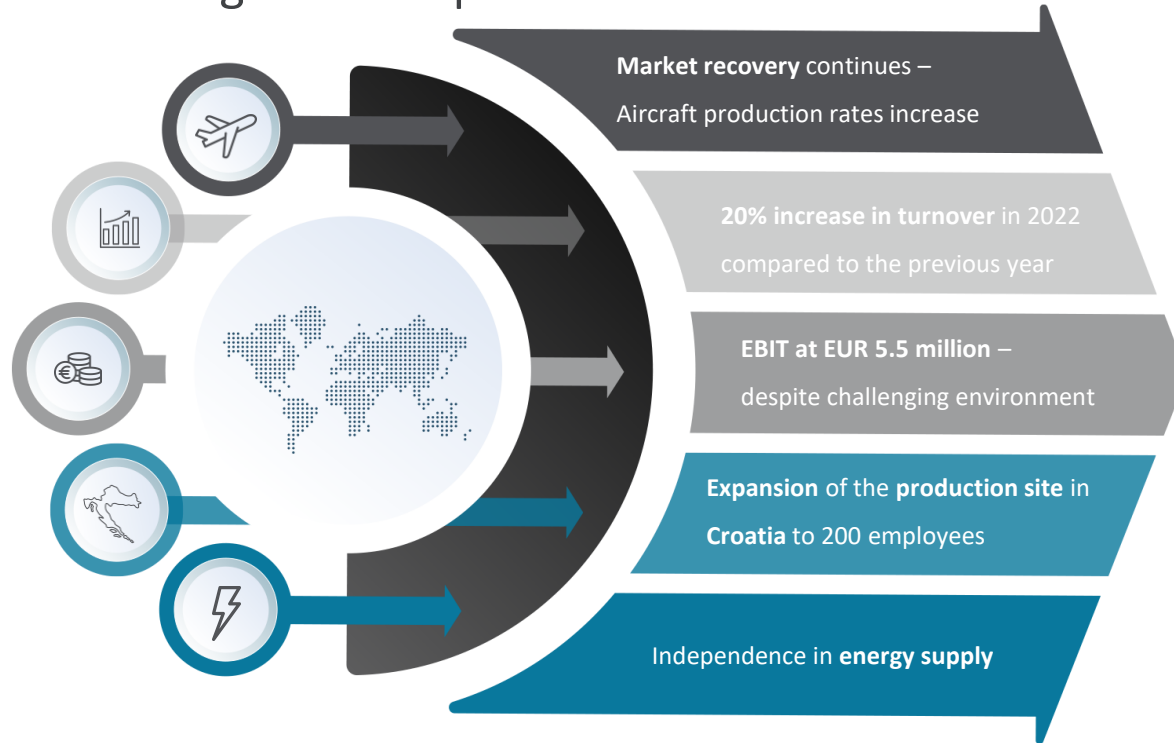 Market recovery continues –
Aircraft production rates increase
20% increase in turnover in 2022
compared to the previous year
EBIT at EUR 5.5 million –
despite challenging environment
Expansion of the production site in
Croatia to 200 employees
Independence in energy supply